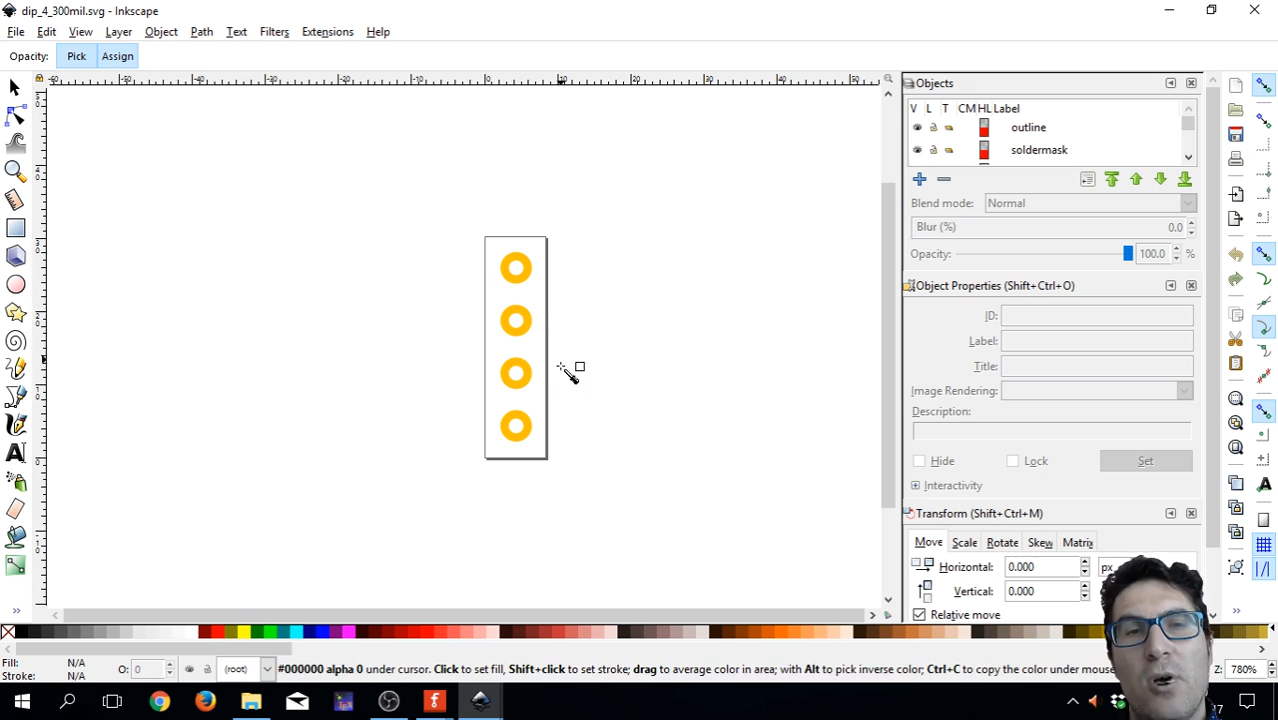 dip_4_300mil.svg - Inkscape
File Edit View Layer Object Path Text Filters Extensions Help
Opacity: Pick Assign
Objects
V L T CM HL Label
outline
soldermask
Blend mode: Normal
Blur (%) 0.0
Opacity: 100.0 %
Object Properties (Shift+Ctrl+O)
ID:
Label:
Title:
Image Rendering:
Description:
Hide Lock Set
Interactivity
Transform (Shift+Ctrl+M)
Move Scale Rotate Skew Matrix
Horizontal: 0.000 px
Vertical: 0.000
Relative move
Fill: N/A
Stroke: N/A
O: 0
(root)
#000000 alpha 0 under cursor. Click to set fill, Shift+click to set stroke; drag to average color in area; with Alt to pick inverse color; Ctrl+C to copy the color under mouse
Z: 780%